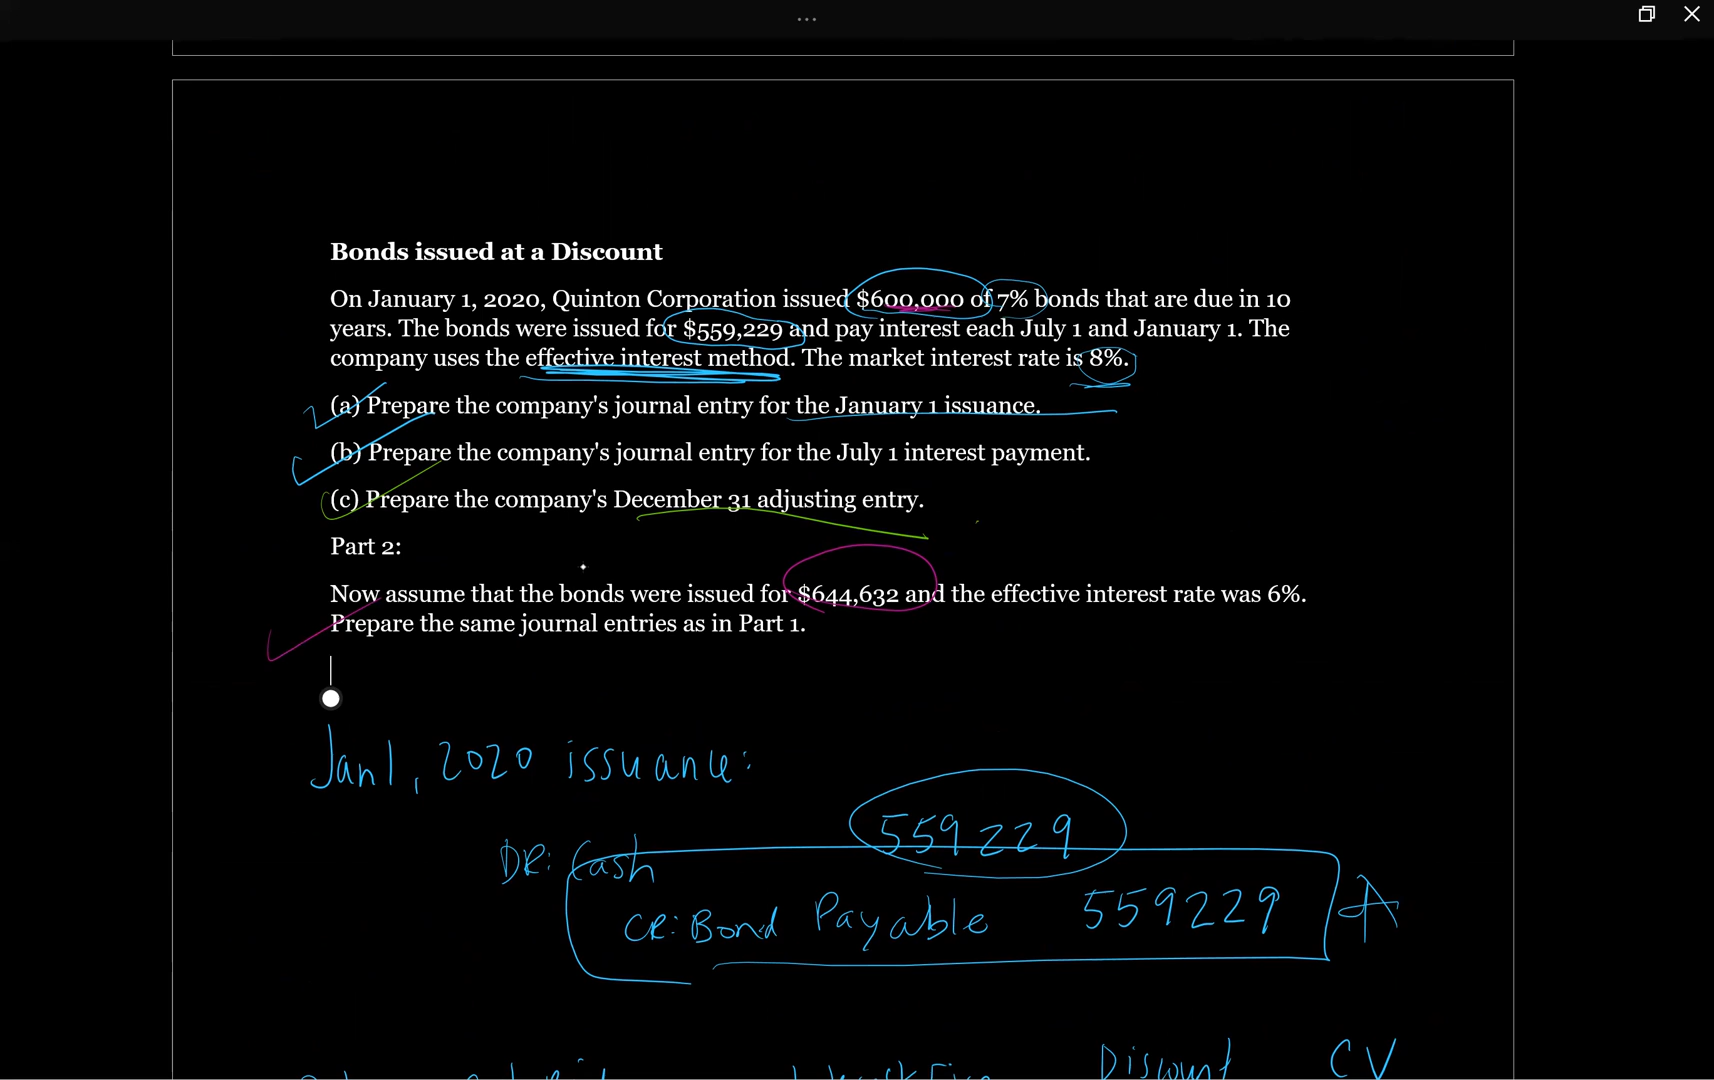 Bonds issued at a Discount
On January 1, 2020, Quinton Corporation issued $600,000 of 7% bonds that are due in 10
years. The bonds were issued for $559,229 and pay interest each July 1 and January 1. The
company uses the effective interest method. The market interest rate is 8%.
(a) Prepare the company's journal entry for the January 1 issuance.
(b) Prepare the company's journal entry for the July 1 interest payment.
(c) Prepare the company's December 31 adjusting entry.
Part 2:
Now assume that the bonds were issued for $644,632 and the effective interest rate was 6%.
Prepare the same journal entries as in Part 1.
Jan 1, 2020 issuance:
DR: Cash 559229
CR: Bond Payable 559229
Discount CV